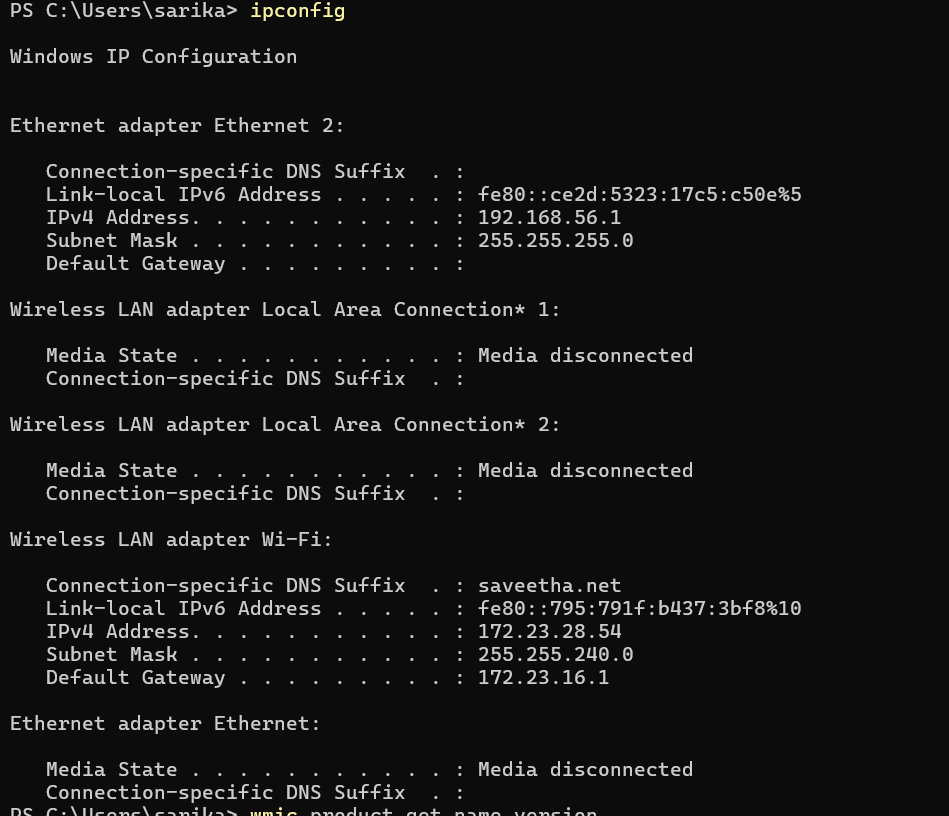 PS C:\Users\sarika> ipconfig
Windows IP Configuration
Ethernet adapter Ethernet 2:
Connection-specific DNS Suffix  . :
Link-local IPv6 Address . . . . . : fe80::ce2d:5323:17c5:c50e%5
IPv4 Address. . . . . . . . . . . : 192.168.56.1
Subnet Mask . . . . . . . . . . . : 255.255.255.0
Default Gateway . . . . . . . . . :
Wireless LAN adapter Local Area Connection* 1:
Media State . . . . . . . . . . . : Media disconnected
Connection-specific DNS Suffix  . :
Wireless LAN adapter Local Area Connection* 2:
Media State . . . . . . . . . . . : Media disconnected
Connection-specific DNS Suffix  . :
Wireless LAN adapter Wi-Fi:
Connection-specific DNS Suffix  . : saveetha.net
Link-local IPv6 Address . . . . . : fe80::795:791f:b437:3bf8%10
IPv4 Address. . . . . . . . . . . : 172.23.28.54
Subnet Mask . . . . . . . . . . . : 255.255.240.0
Default Gateway . . . . . . . . . : 172.23.16.1
Ethernet adapter Ethernet:
Media State . . . . . . . . . . . : Media disconnected
Connection-specific DNS Suffix  . :
PS C:\Users\sarika> wmic product get name,version